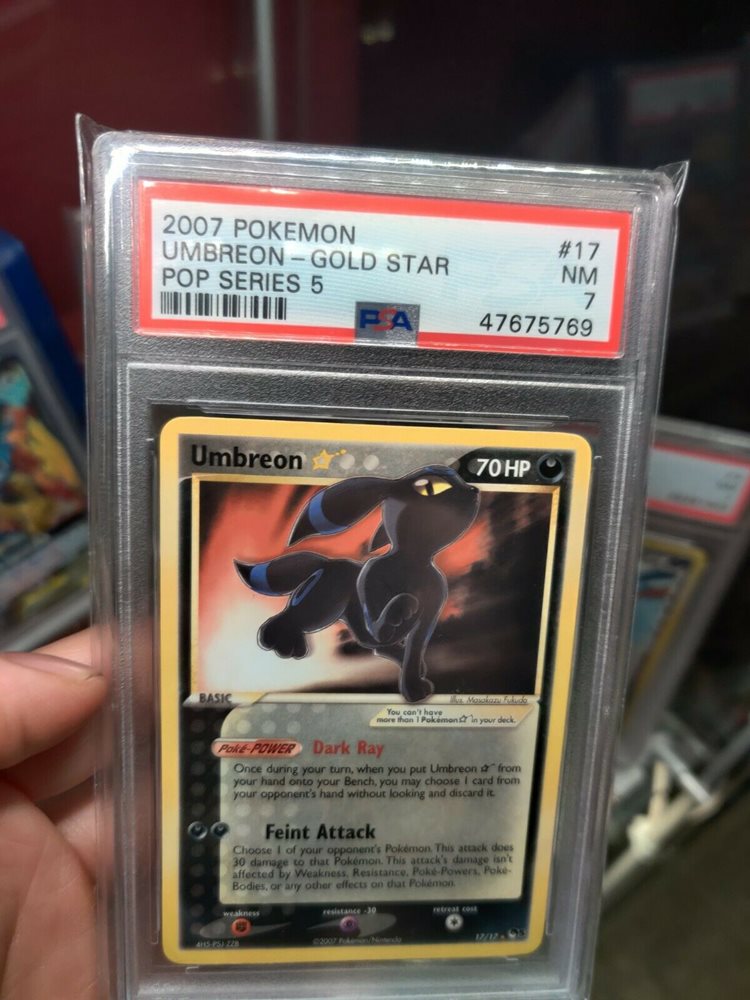 2007 POKEMON
UMBREON - GOLD STAR
POP SERIES 5
#17
NM
7
PSA
47675769
Umbreon
70 HP
BASIC
Illus. Masakazu Fukuda
You can't have
more than 1 Pokémon☆ in your deck.
Poké-POWER Dark Ray
Once during your turn, when you put Umbreon ☆ from
your hand onto your Bench, you may choose 1 card from
your opponent's hand without looking and discard it.
Feint Attack
Choose 1 of your opponent's Pokémon. This attack does
30 damage to that Pokémon. This attack's damage isn't
affected by Weakness, Resistance, Poké-Powers, Poké-
Bodies, or any other effects on that Pokémon.
weakness resistance -30 retreat cost
©2007 Pokémon/Nintendo
17/17